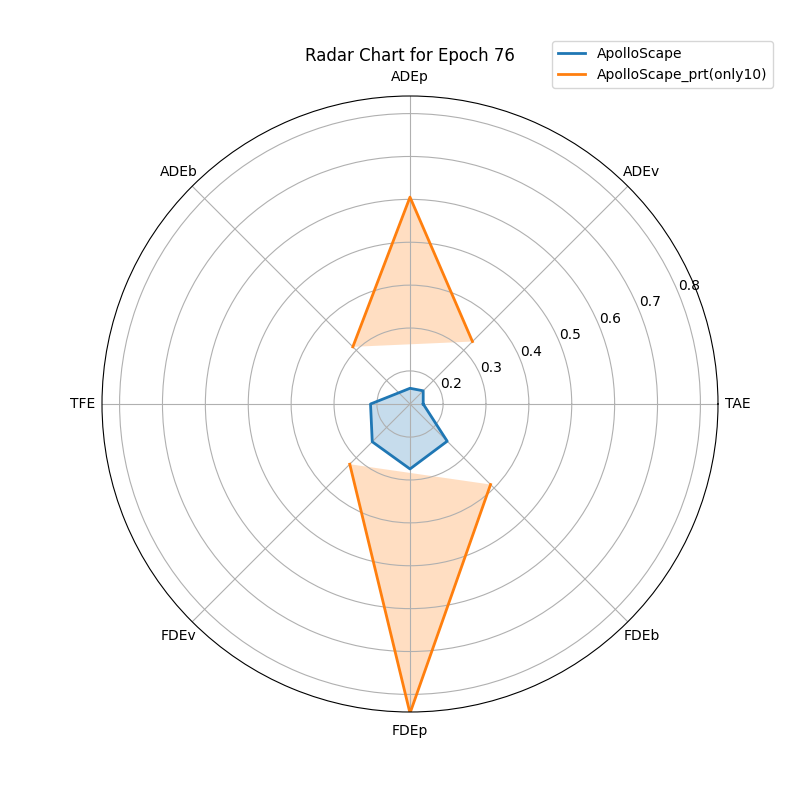 Radar Chart for Epoch 76
ApolloScape
ApolloScape_prt(only10)
ADEp
ADEb
ADEv
0.8
0.7
0.6
0.5
0.4
0.3
0.2
TFE
TAE
FDEv
FDEb
FDEp